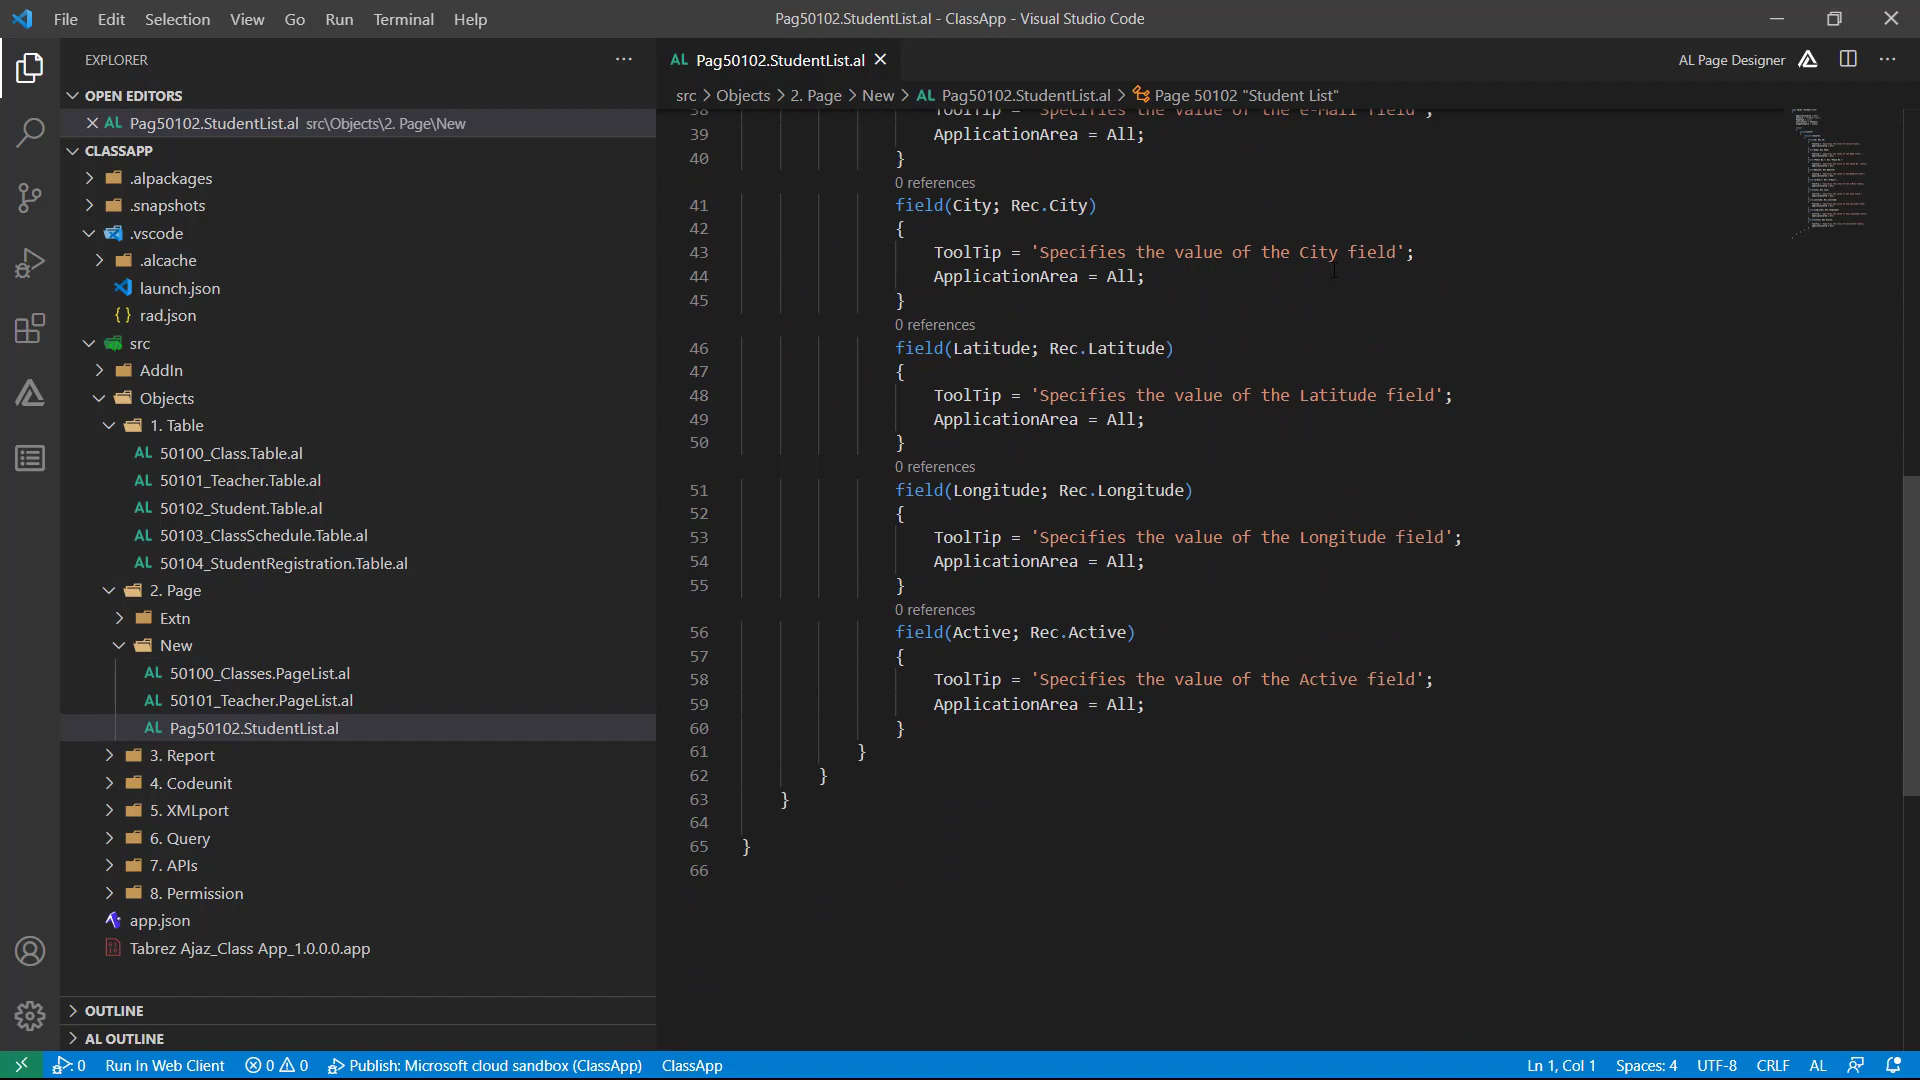 File Edit Selection View Go Run Terminal Help
Pag50102.StudentList.al - ClassApp - Visual Studio Code
EXPLORER
OPEN EDITORS
AL Pag50102.StudentList.al src\Objects\2. Page\New
CLASSAPP
.alpackages
.snapshots
.vscode
.alcache
launch.json
{} rad.json
src
AddIn
Objects
1. Table
AL 50100_Class.Table.al
AL 50101_Teacher.Table.al
AL 50102_Student.Table.al
AL 50103_ClassSchedule.Table.al
AL 50104_StudentRegistration.Table.al
2. Page
Extn
New
AL 50100_Classes.PageList.al
AL 50101_Teacher.PageList.al
AL Pag50102.StudentList.al
3. Report
4. Codeunit
5. XMLport
6. Query
7. APIs
8. Permission
app.json
Tabrez Ajaz_Class App_1.0.0.0.app
OUTLINE
AL OUTLINE
AL Pag50102.StudentList.al
AL Page Designer
src > Objects > 2. Page > New > AL Pag50102.StudentList.al > Page 50102 "Student List"
38 ToolTip = 'Specifies the value of the e-Mail field';
39 ApplicationArea = All;
40 }
0 references
41 field(City; Rec.City)
42 {
43 ToolTip = 'Specifies the value of the City field';
44 ApplicationArea = All;
45 }
0 references
46 field(Latitude; Rec.Latitude)
47 {
48 ToolTip = 'Specifies the value of the Latitude field';
49 ApplicationArea = All;
50 }
0 references
51 field(Longitude; Rec.Longitude)
52 {
53 ToolTip = 'Specifies the value of the Longitude field';
54 ApplicationArea = All;
55 }
0 references
56 field(Active; Rec.Active)
57 {
58 ToolTip = 'Specifies the value of the Active field';
59 ApplicationArea = All;
60 }
61 }
62 }
63 }
64
65 }
66
0 Run In Web Client 0 0 Publish: Microsoft cloud sandbox (ClassApp) ClassApp
Ln 1, Col 1 Spaces: 4 UTF-8 CRLF AL